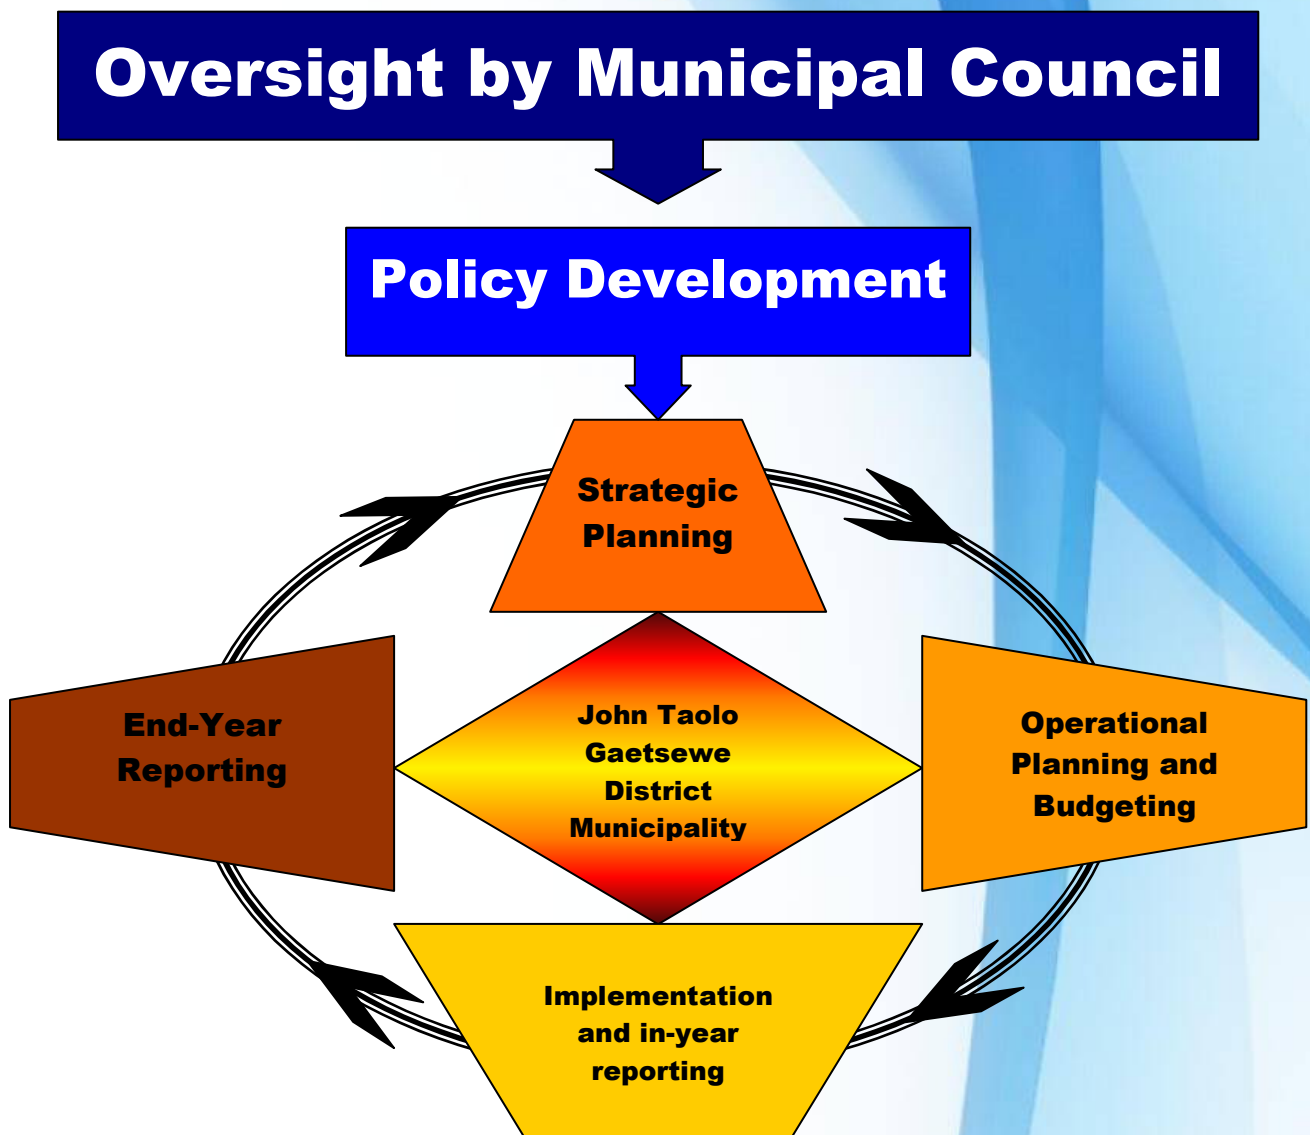 Oversight by Municipal Council
Policy Development
Strategic
Planning
End-Year
Reporting
John Taolo
Gaetsewe
District
Municipality
Operational
Planning and
Budgeting
Implementation
and in-year
reporting